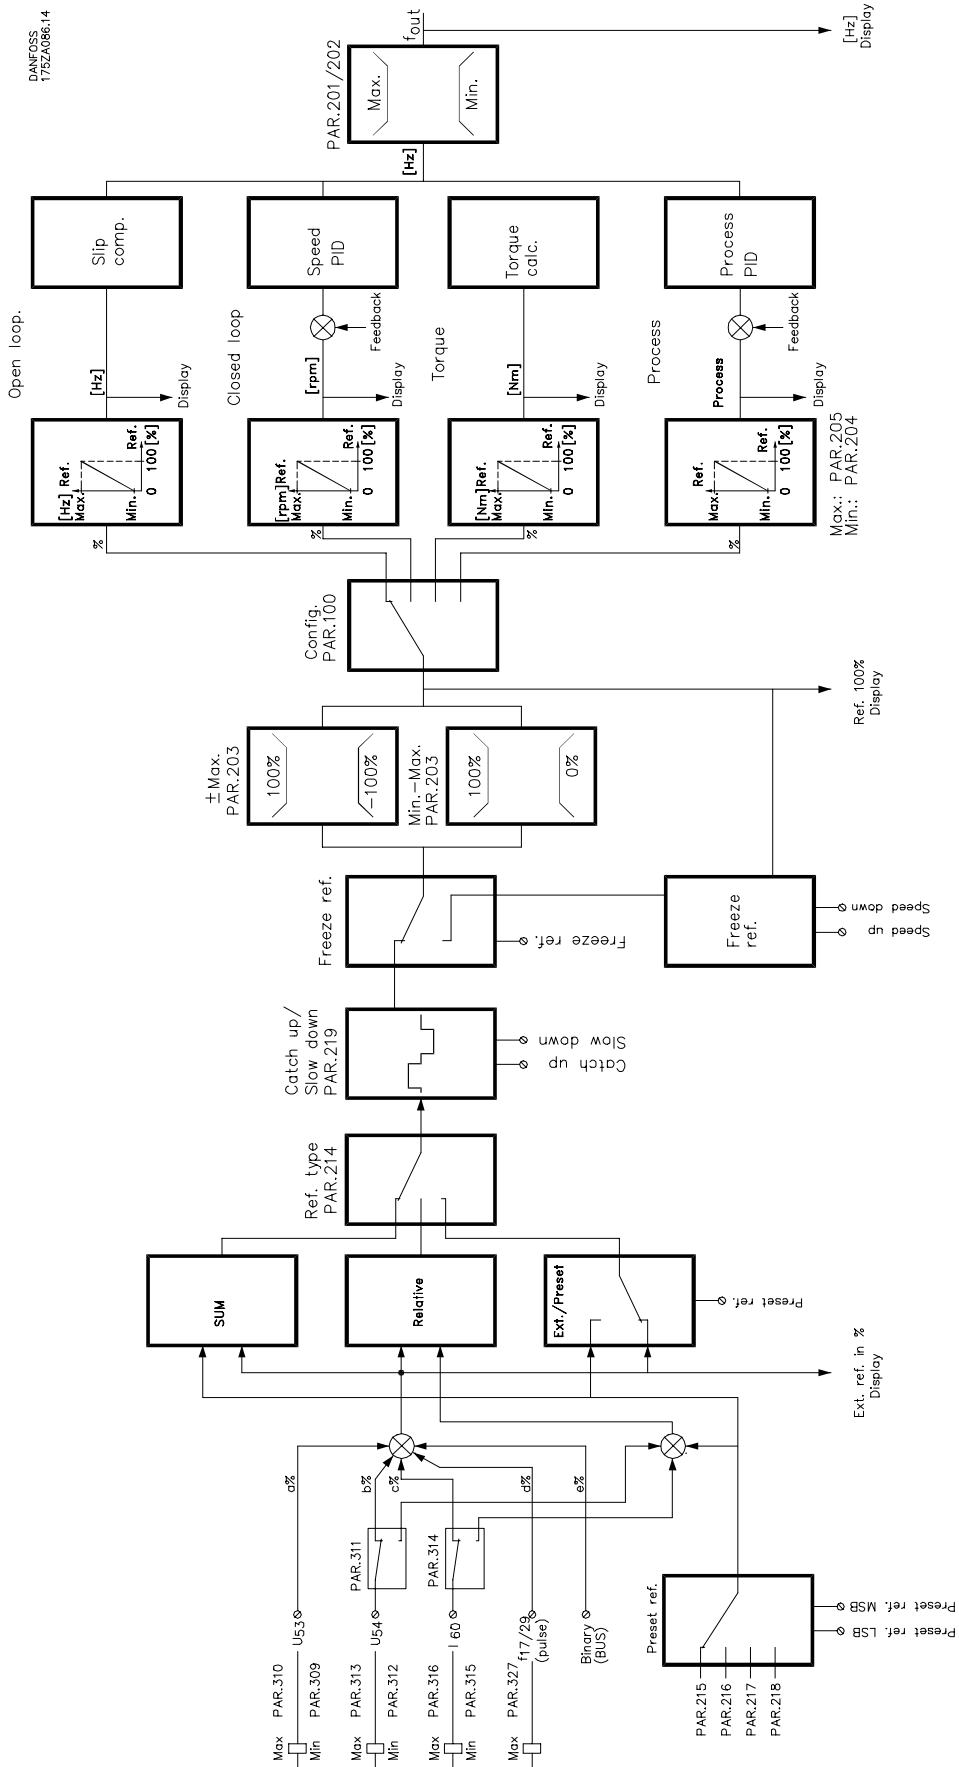 DANFOSS
175ZA086.14
Max
PAR.310
U53
a%
Min
PAR.309
Max
PAR.313
U54
PAR.311
b%
Min
PAR.312
c%
Max
PAR.316
I 60
PAR.314
Min
PAR.315
Max
PAR.327
f17/29
(pulse)
d%
Binary
(BUS)
e%
Preset ref.
PAR.215
PAR.216
PAR.217
PAR.218
Preset ref. LSB
Preset ref. MSB
Ext. ref. in %
Display
SUM
Relative
Ext./Preset
Preset ref.
Ref. type
PAR.214
Catch up/
Slow down
PAR.219
Catch up
Slow down
Freeze ref.
Freeze ref.
Freeze
ref.
Speed up
Speed down
±Max.
PAR.203
100%
-100%
Min.-Max.
PAR.203
100%
0%
Ref. 100%
Display
Config.
PAR.100
Open loop.
%
[Hz]
Max.
Ref.
Min.
Ref.
0
100 [%]
[Hz]
Display
Slip
comp.
Closed loop
%
[rpm]
Max.
Ref.
Min.
Ref.
0
100 [%]
[rpm]
Display
Feedback
Speed
PID
Torque
%
[Nm]
Max.
Ref.
Min.
Ref.
0
100 [%]
[Nm]
Display
Torque
calc.
Process
%
Max.
Ref.
Min.
Ref.
0
100 [%]
Process
Display
Feedback
Process
PID
Max.: PAR.205
Min.: PAR.204
[Hz]
PAR.201/202
Max.
Min.
fout
[Hz]
Display